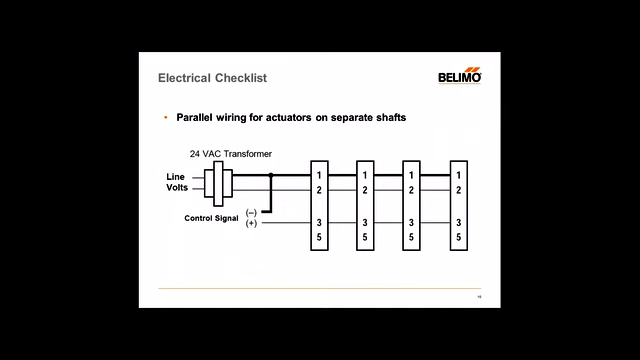 Electrical Checklist
BELIMO
• Parallel wiring for actuators on separate shafts
24 VAC Transformer
Line
Volts
1 1 1 1
2 2 2 2
Control Signal (–)
(+) 3 3 3 3
5 5 5 5